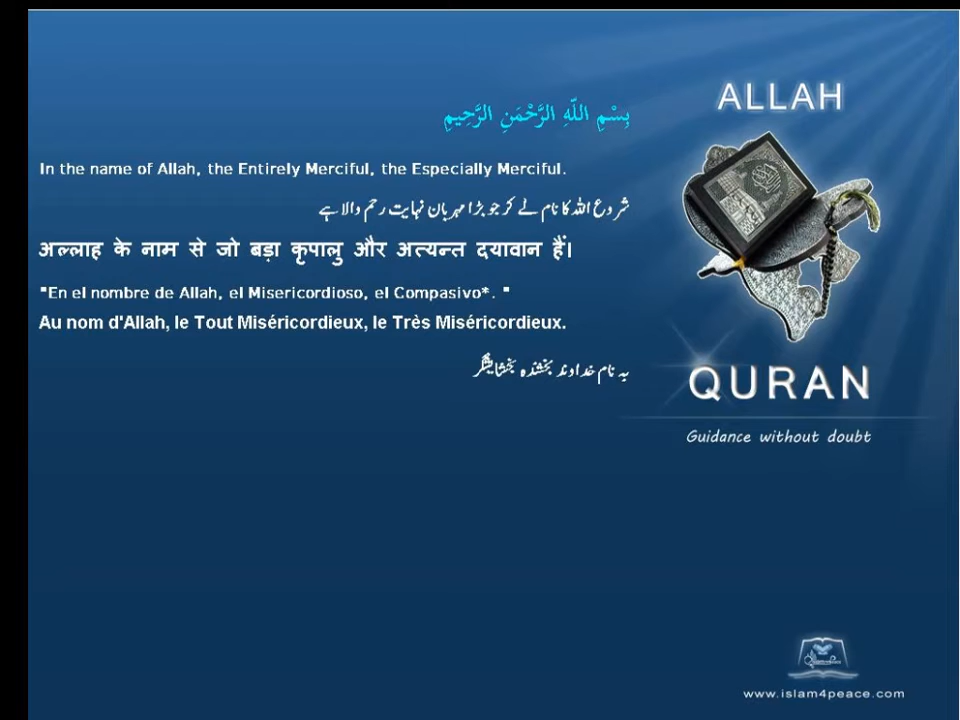 بِسْمِ اللَّهِ الرَّحْمَنِ الرَّحِيمِ
In the name of Allah, the Entirely Merciful, the Especially Merciful.
شروع اللہ کا نام لے کر جو بڑا مہربان نہایت رحم والا ہے
अल्लाह के नाम से जो बड़ा कृपालु और अत्यन्त दयावान हैं।
"En el nombre de Allah, el Misericordioso, el Compasivo*. "
Au nom d'Allah, le Tout Miséricordieux, le Très Miséricordieux.
به نام خداوند بخشنده بخشایشگر
ALLAH
QURAN
Guidance without doubt
www.islam4peace.com